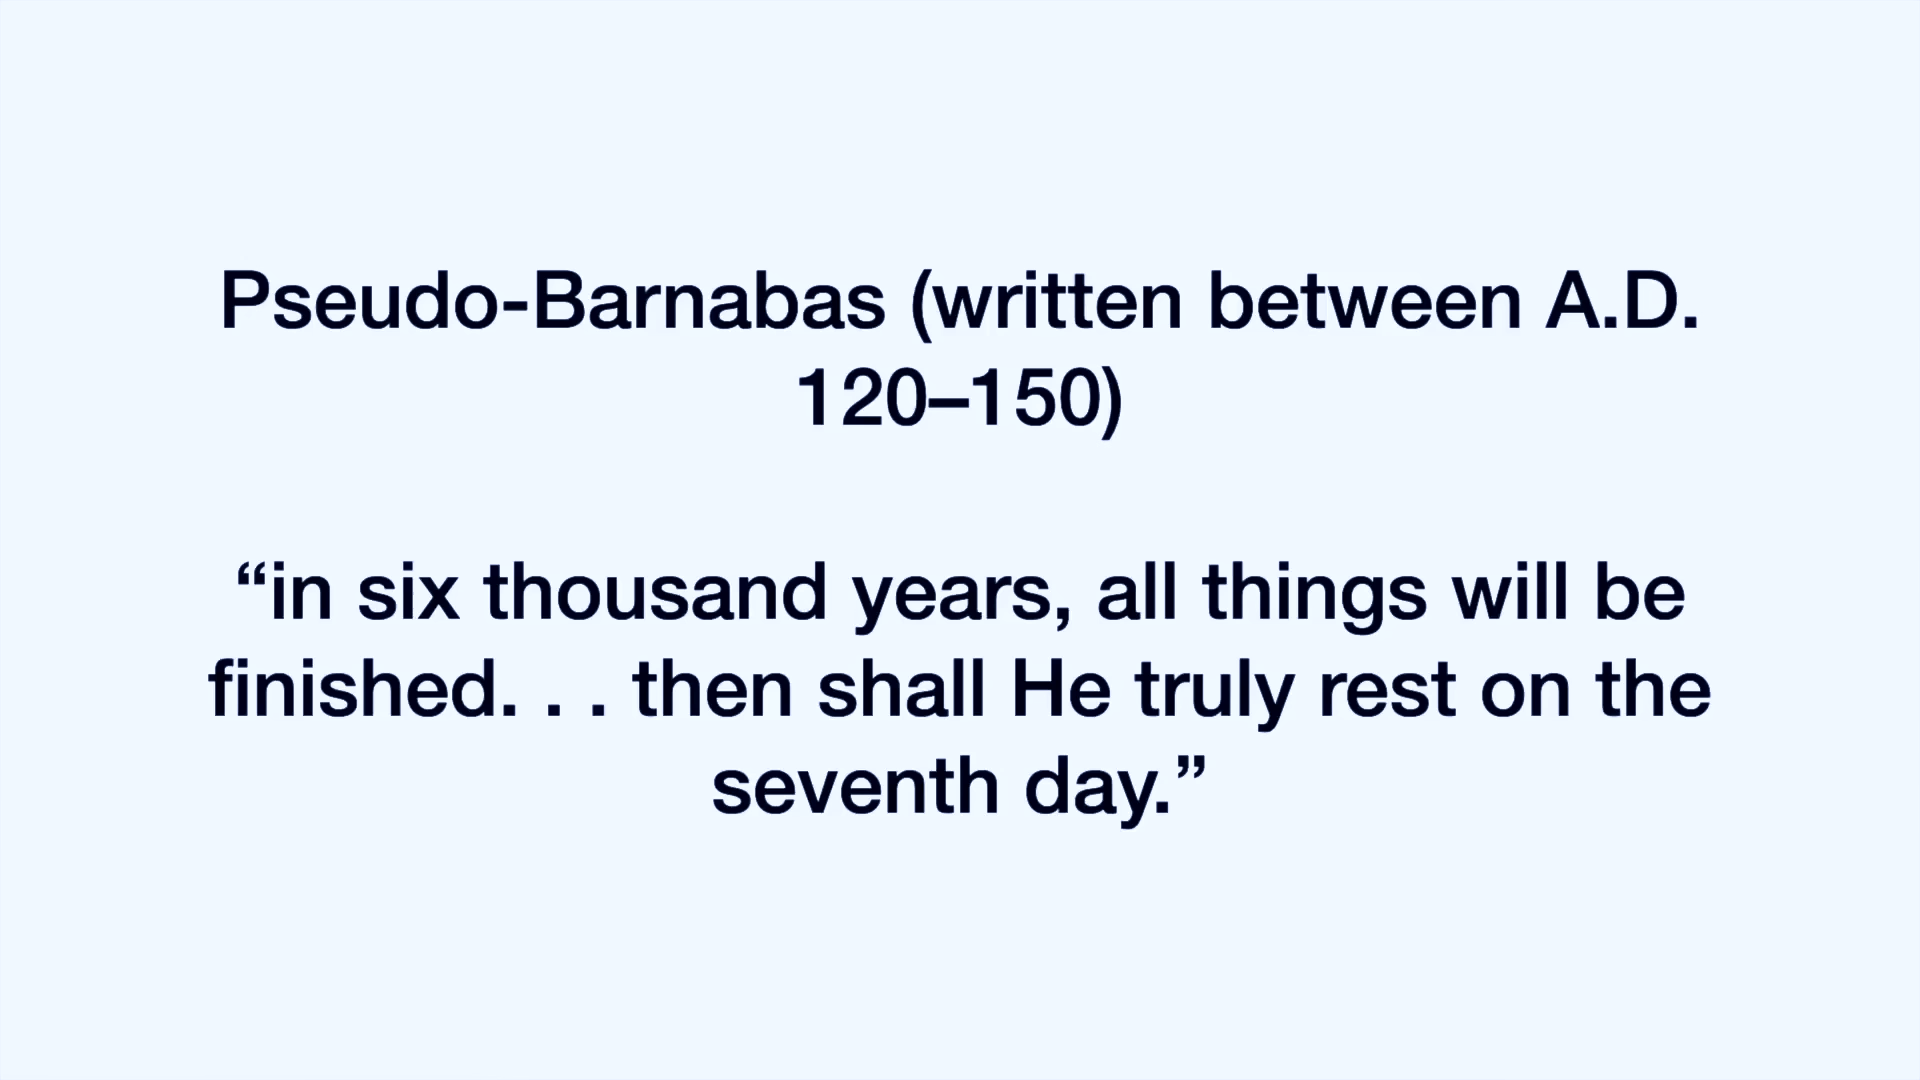 Pseudo-Barnabas (written between A.D.
120–150)
“in six thousand years, all things will be
finished. . . then shall He truly rest on the
seventh day.”